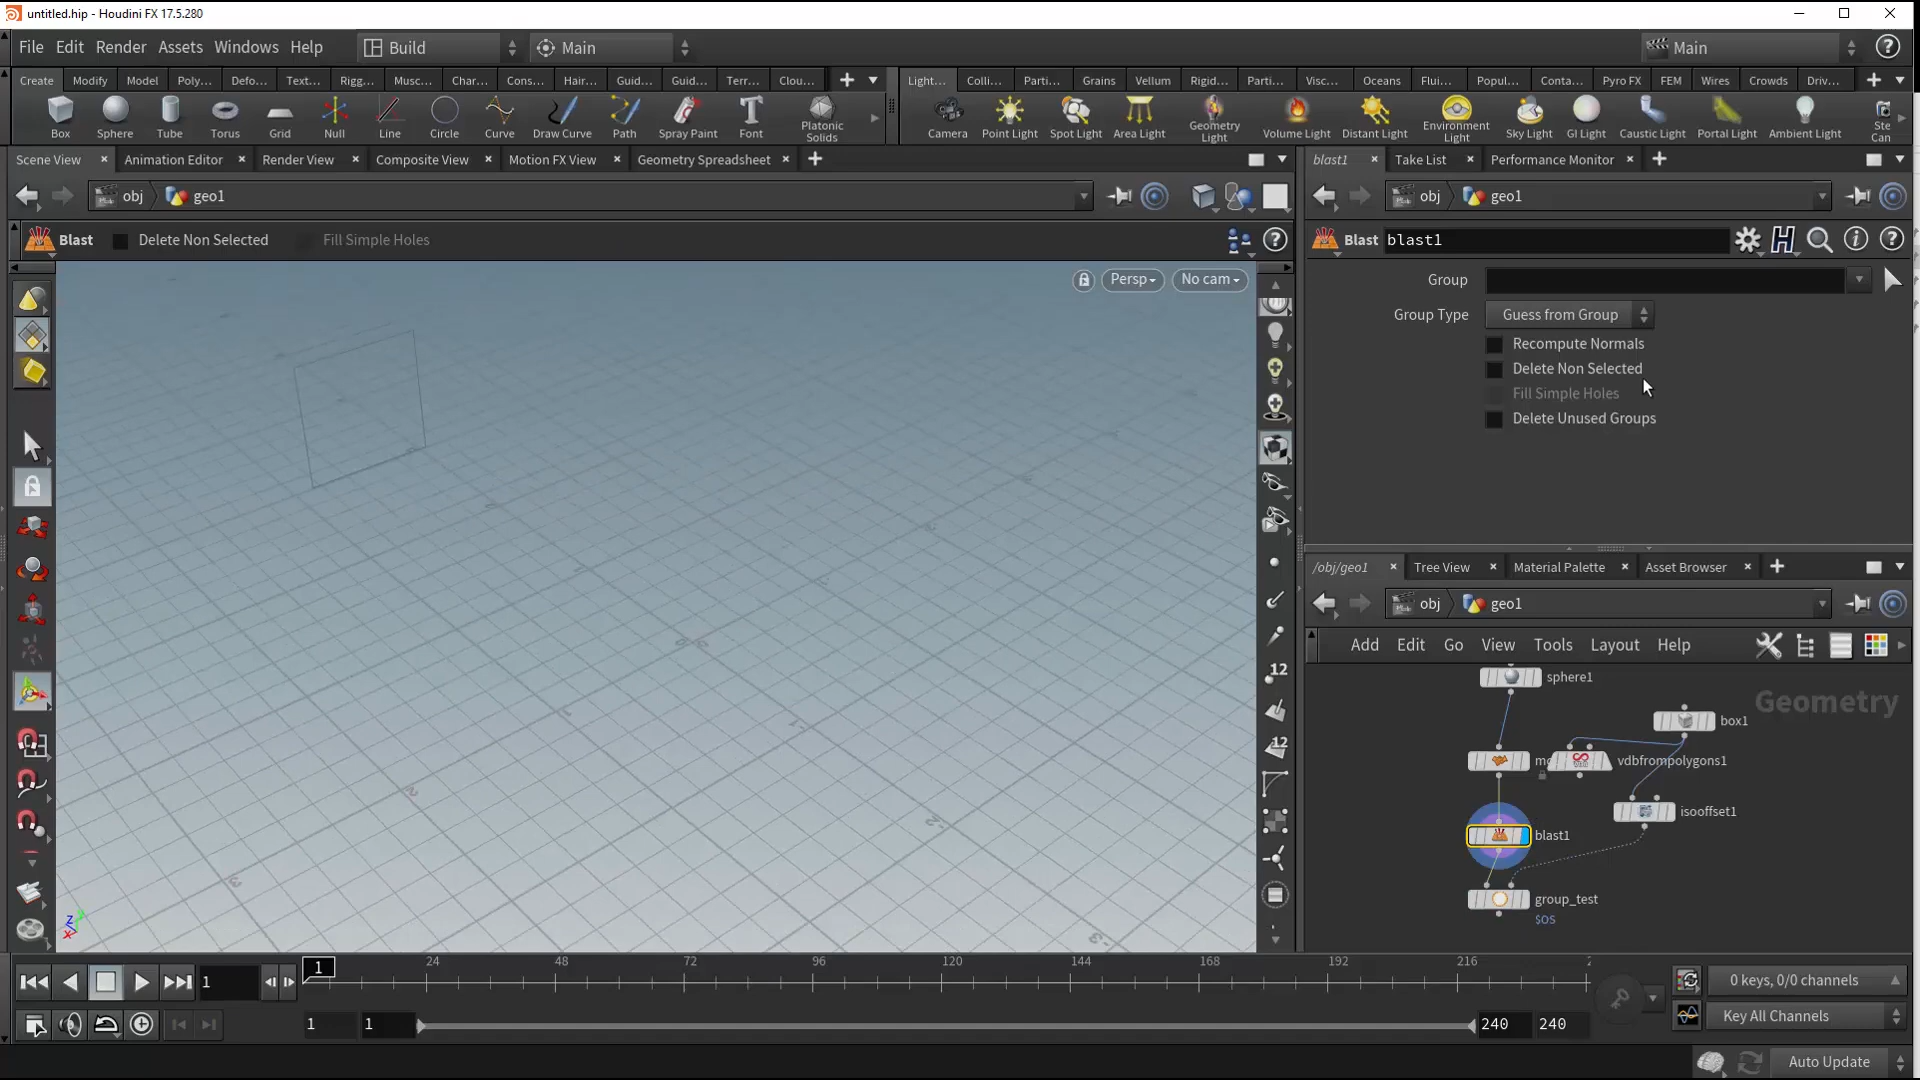 untitled.hip - Houdini FX 17.5.280
File Edit Render Assets Windows Help Build Main Main
Create Modify Model Poly... Defo... Text... Rigg... Musc... Char... Cons... Hair... Guid... Guid... Terr... Clou... Light... Colli... Parti... Grains Vellum Rigid... Parti... Visc... Oceans Flui... Popul... Conta... Pyro FX FEM Wires Crowds Driv...
Box Sphere Tube Torus Grid Null Line Circle Curve Draw Curve Path Spray Paint Font Platonic Solids Camera Point Light Spot Light Area Light Geometry Light Volume Light Distant Light Environment Light Sky Light GI Light Caustic Light Portal Light Ambient Light Ste Can
Scene View Animation Editor Render View Composite View Motion FX View Geometry Spreadsheet
obj geo1
Blast Delete Non Selected Fill Simple Holes
Persp No cam
12
12
blast1 Take List Performance Monitor
obj geo1
Blast blast1
Group
Group Type Guess from Group
Recompute Normals
Delete Non Selected
Fill Simple Holes
Delete Unused Groups
/obj/geo1 Tree View Material Palette Asset Browser
obj geo1
Add Edit Go View Tools Layout Help
Geometry
sphere1
box1
vdbfrompolygons1
isooffset1
blast1
group_test
$OS
1 1 24 48 72 96 120 144 168 192 216
0 keys, 0/0 channels
1 1 240 240 Key All Channels
Auto Update